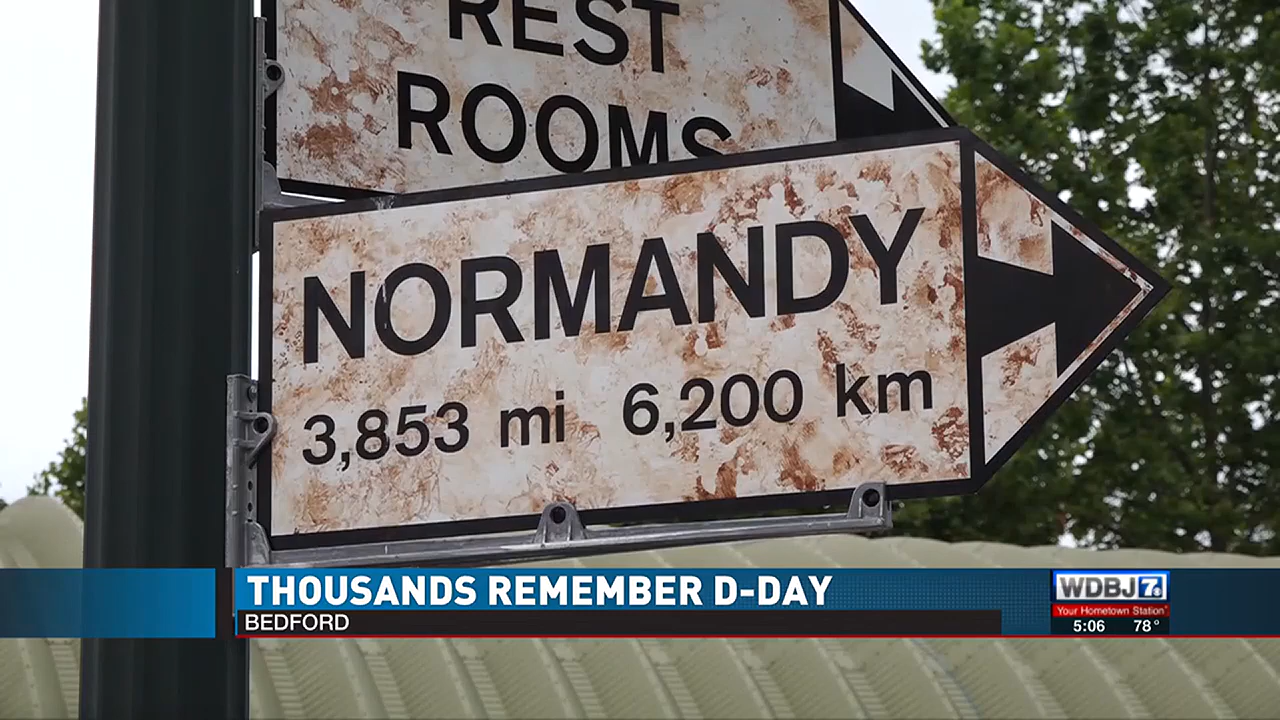 REST
ROOMS
NORMANDY
3,853 mi 6,200 km
THOUSANDS REMEMBER D-DAY
BEDFORD
WDBJ7
Your Hometown Station
5:06 78°